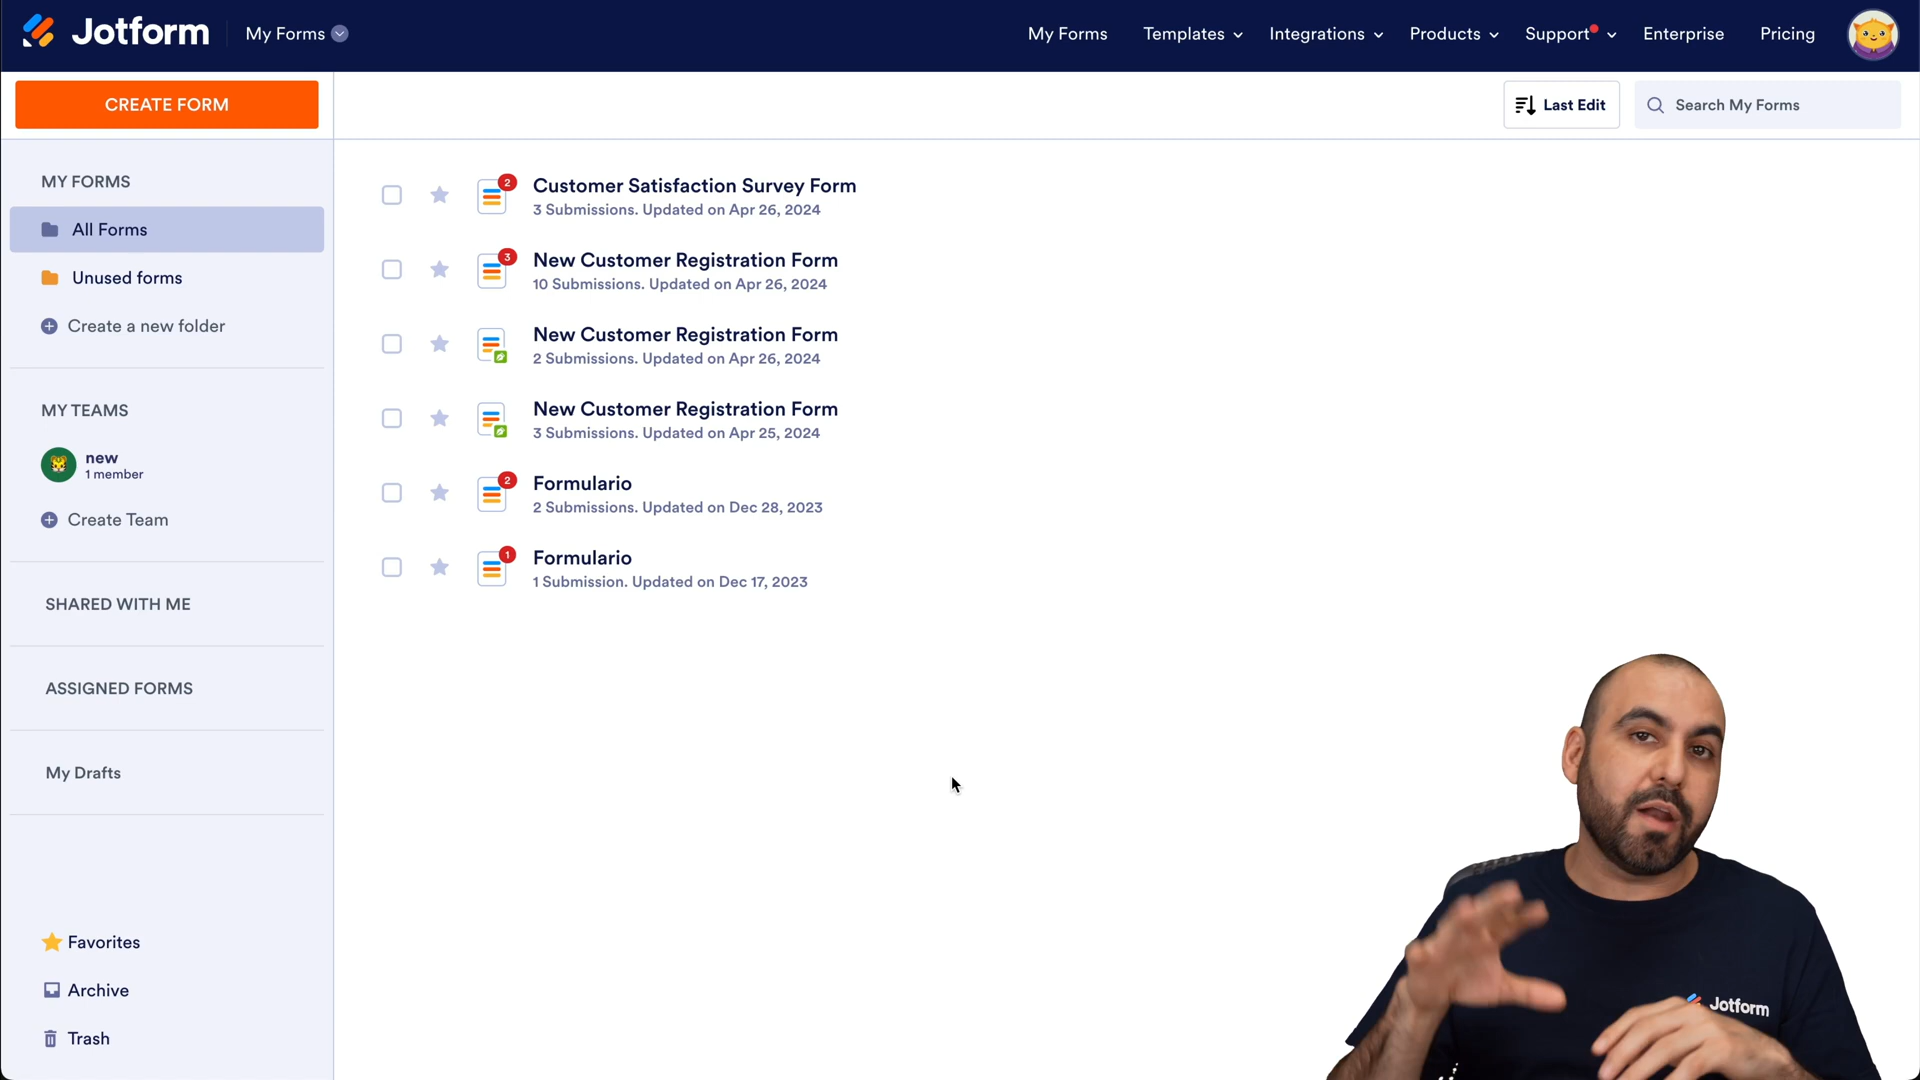 Jotform
My Forms
My Forms
Templates
Integrations
Products
Support
Enterprise
Pricing
CREATE FORM
Last Edit
Search My Forms
MY FORMS
All Forms
Unused forms
Create a new folder
MY TEAMS
new
1 member
Create Team
SHARED WITH ME
ASSIGNED FORMS
My Drafts
Favorites
Archive
Trash
2
Customer Satisfaction Survey Form
3 Submissions. Updated on Apr 26, 2024
3
New Customer Registration Form
10 Submissions. Updated on Apr 26, 2024
New Customer Registration Form
2 Submissions. Updated on Apr 26, 2024
New Customer Registration Form
3 Submissions. Updated on Apr 25, 2024
2
Formulario
2 Submissions. Updated on Dec 28, 2023
1
Formulario
1 Submission. Updated on Dec 17, 2023
Jotform